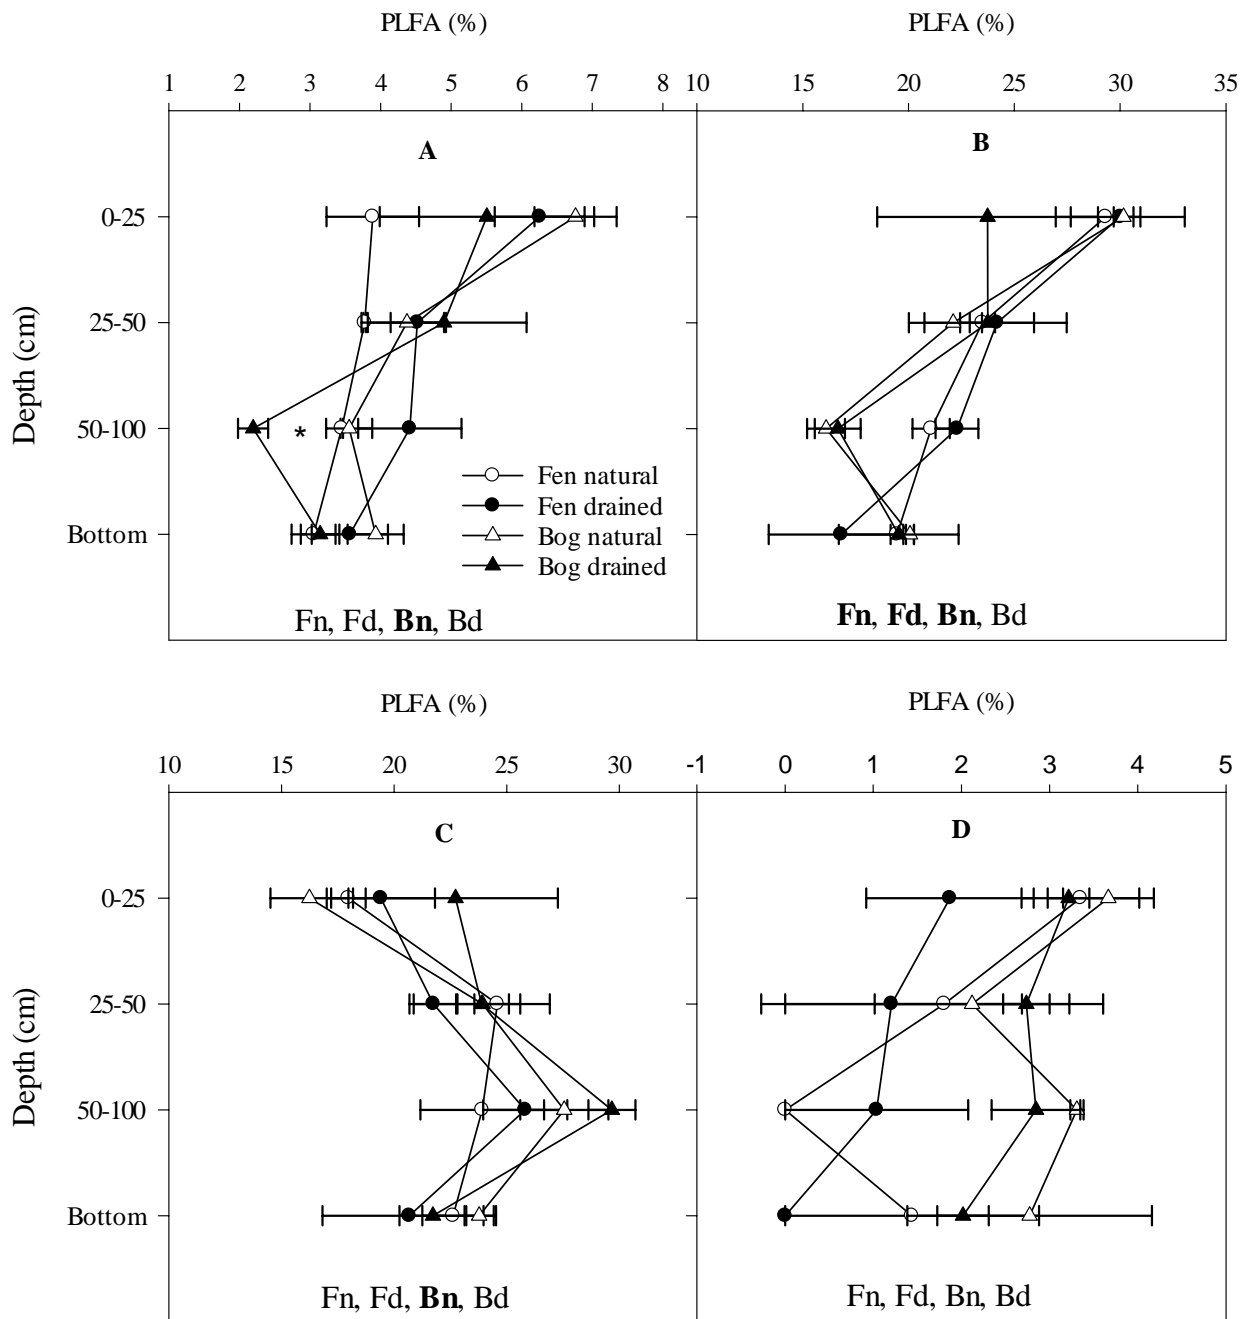 PLFA (%)
PLFA (%)
1 2 3 4 5 6 7 8
10 15 20 25 30 35
A
B
0-25
25-50
50-100
Bottom
Depth (cm)
*
Fen natural
Fen drained
Bog natural
Bog drained
Fn, Fd, Bn, Bd
Fn, Fd, Bn, Bd
PLFA (%)
PLFA (%)
10 15 20 25 30
-1 0 1 2 3 4 5
C
D
0-25
25-50
50-100
Bottom
Depth (cm)
Fn, Fd, Bn, Bd
Fn, Fd, Bn, Bd